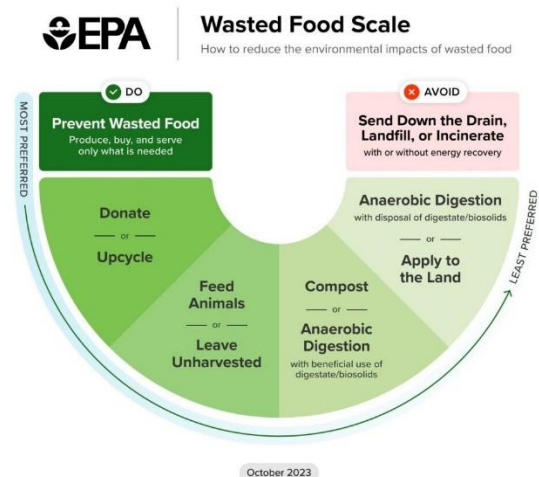 EPA
Wasted Food Scale
How to reduce the environmental impacts of wasted food
DO
Prevent Wasted Food
Produce, buy, and serve
only what is needed
AVOID
Send Down the Drain,
Landfill, or Incinerate
with or without energy recovery
MOST PREFERRED
Donate
or
Upcycle
Feed
Animals
or
Leave
Unharvested
Compost
or
Anaerobic
Digestion
with beneficial use of
digestate/biosolids
Anaerobic Digestion
with disposal of digestate/biosolids
or
Apply to
the Land
LEAST PREFERRED
October 2023